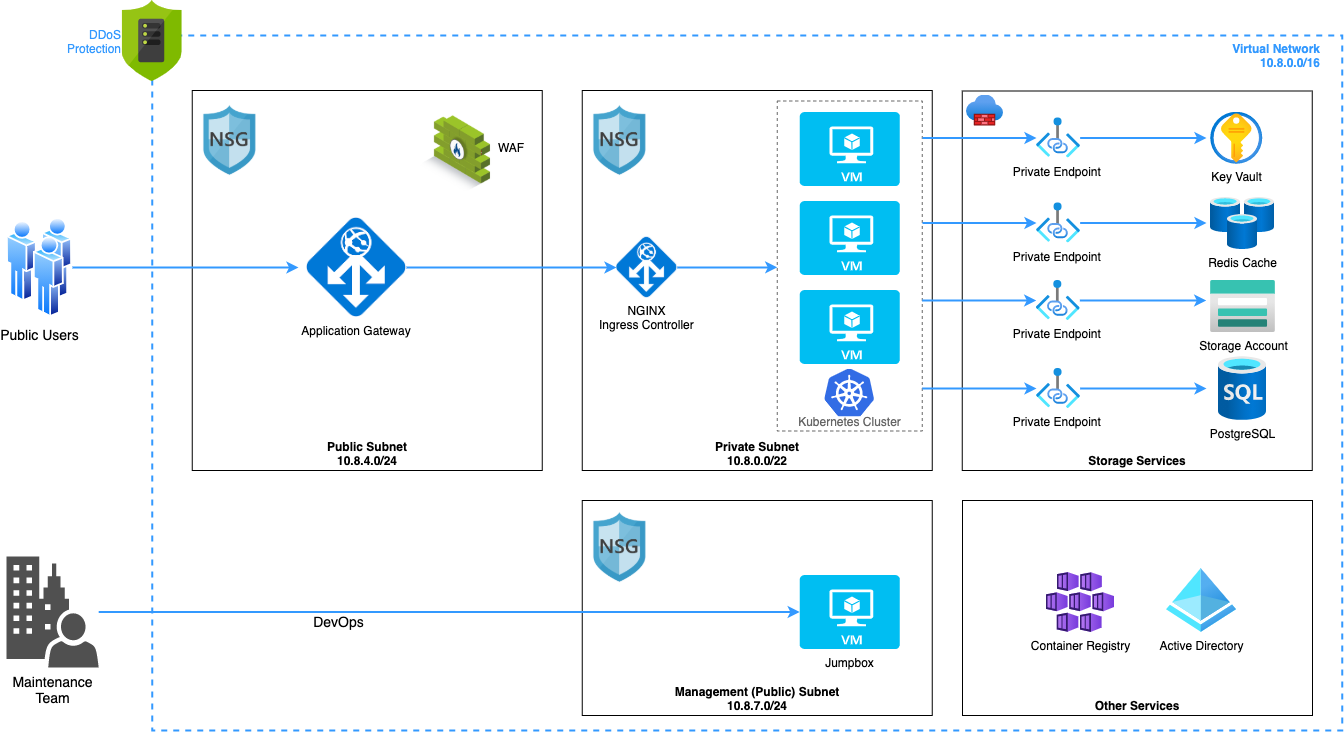 DDoS
Protection
Virtual Network
10.8.0.0/16
NSG
WAF
Application Gateway
Public Subnet
10.8.4.0/24
NSG
NGINX
Ingress Controller
VM
VM
VM
Kubernetes Cluster
Private Subnet
10.8.0.0/22
Private Endpoint
Key Vault
Private Endpoint
Redis Cache
Private Endpoint
Storage Account
Private Endpoint
SQL
PostgreSQL
Storage Services
Public Users
Maintenance
Team
DevOps
NSG
VM
Jumpbox
Management (Public) Subnet
10.8.7.0/24
Container Registry
Active Directory
Other Services